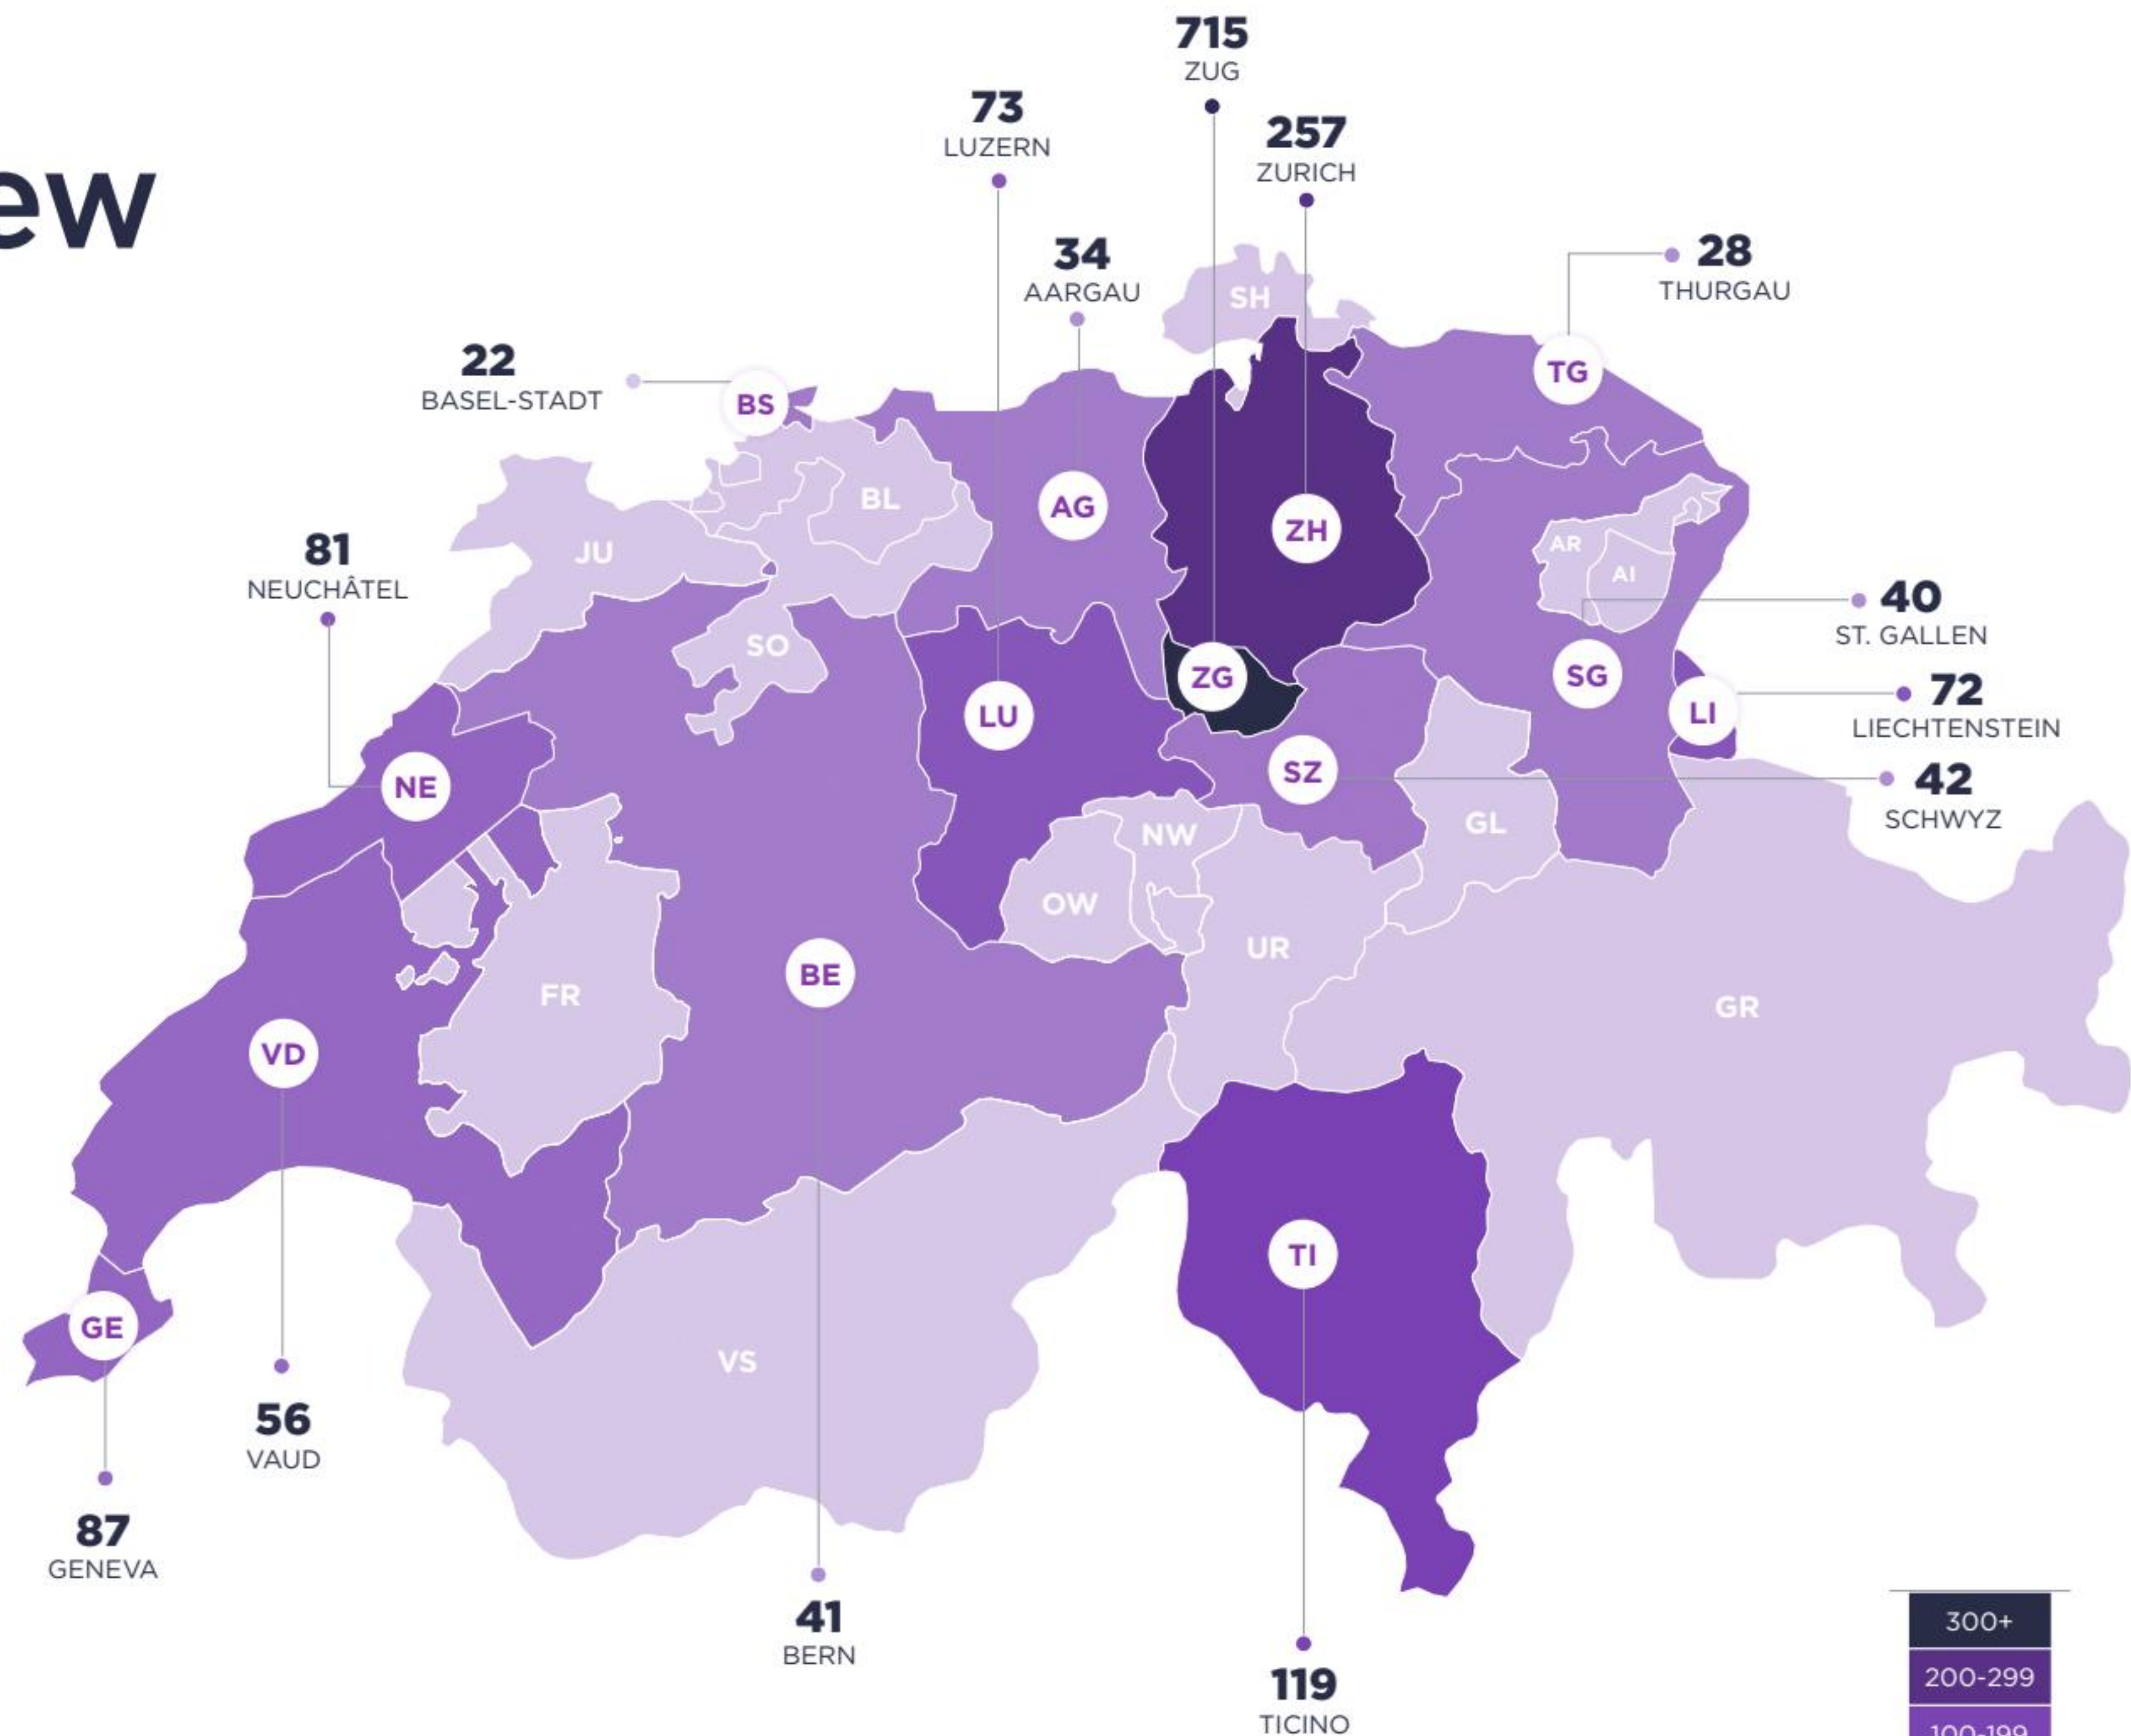 ew
715
ZUG
73
LUZERN
257
ZURICH
34
AARGAU
28
THURGAU
22
BASEL-STADT
81
NEUCHÂTEL
40
ST. GALLEN
72
LIECHTENSTEIN
42
SCHWYZ
SH
TG
BS
BL
AG
ZH
JU
AR
AI
SO
ZG
SG
LU
LI
SZ
NE
NW
GL
OW
UR
BE
FR
GR
VD
TI
GE
VS
56
VAUD
87
GENEVA
41
BERN
119
TICINO
300+
200-299
100-199